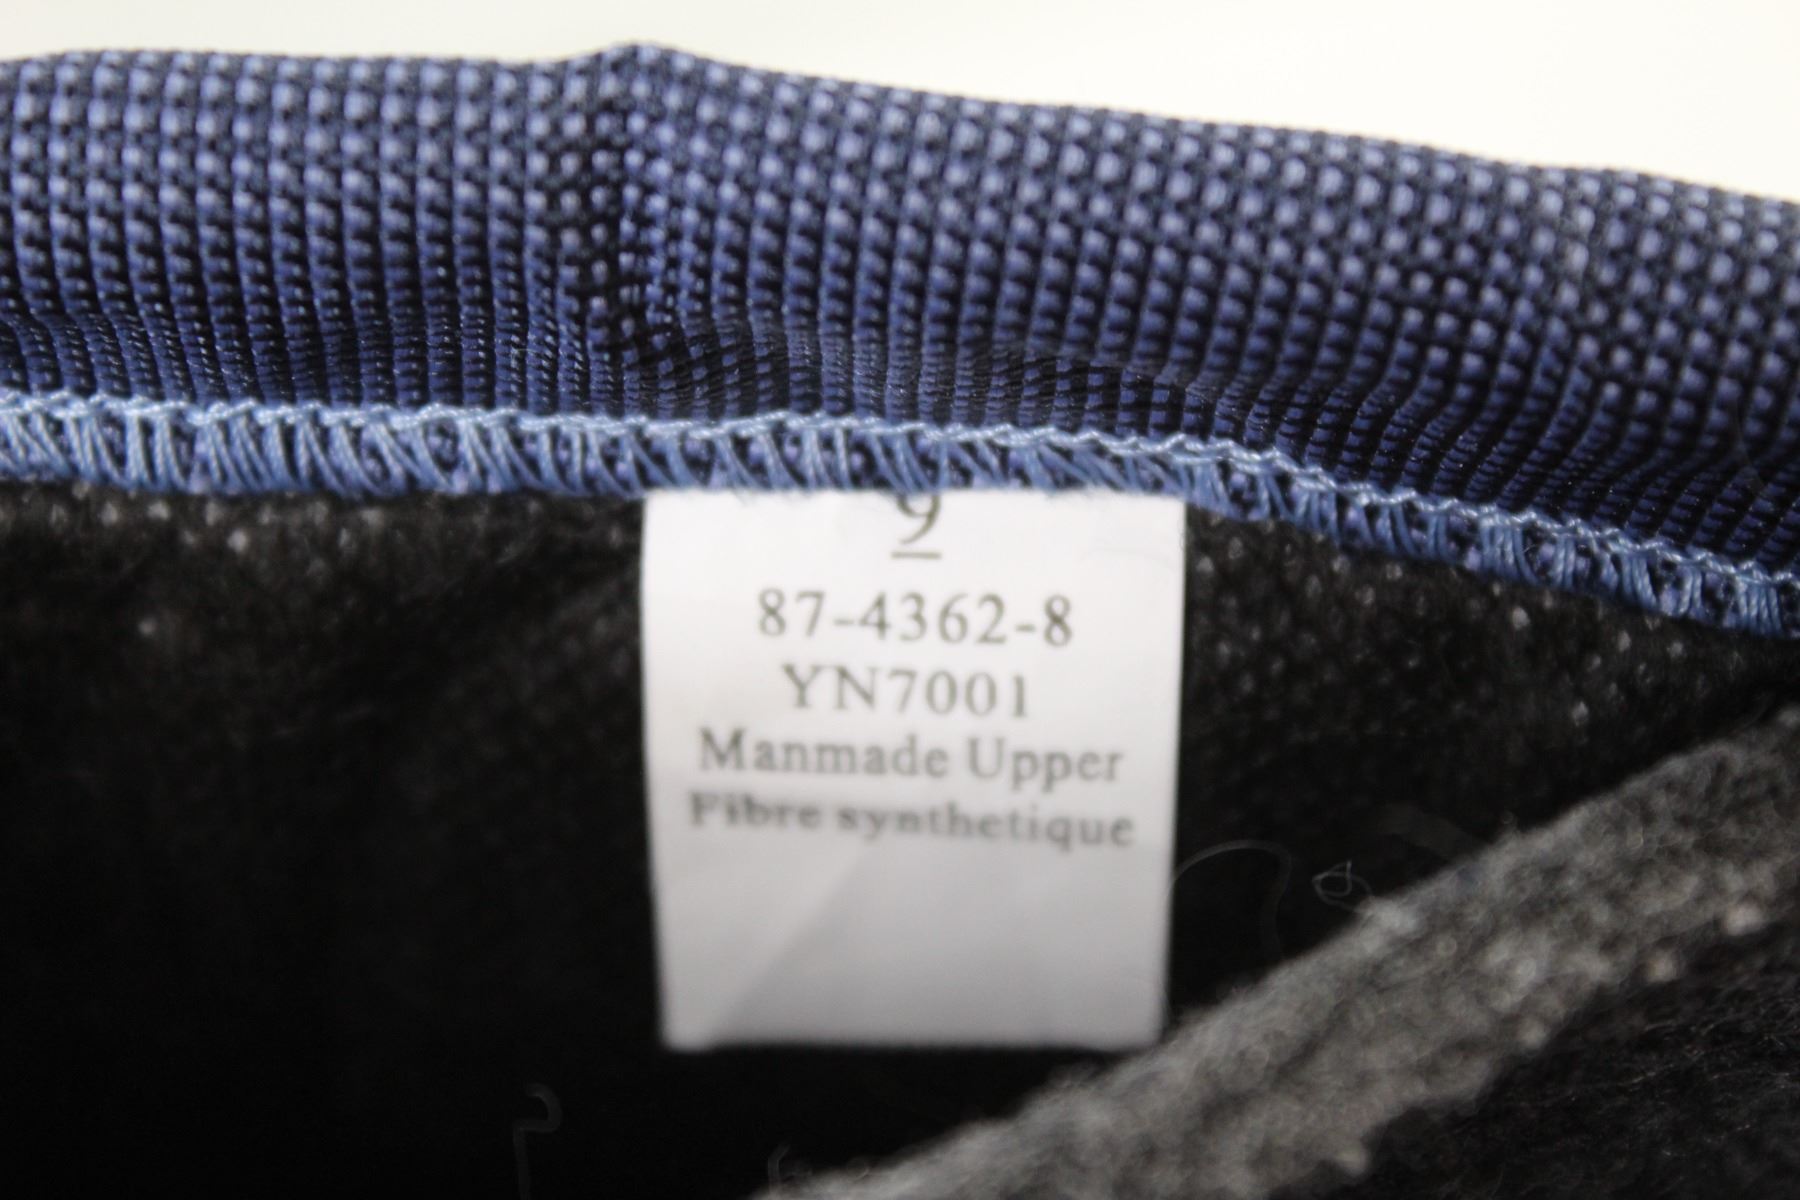 9
87-4362-8
YN7001
Manmade Upper
Fibre synthetique